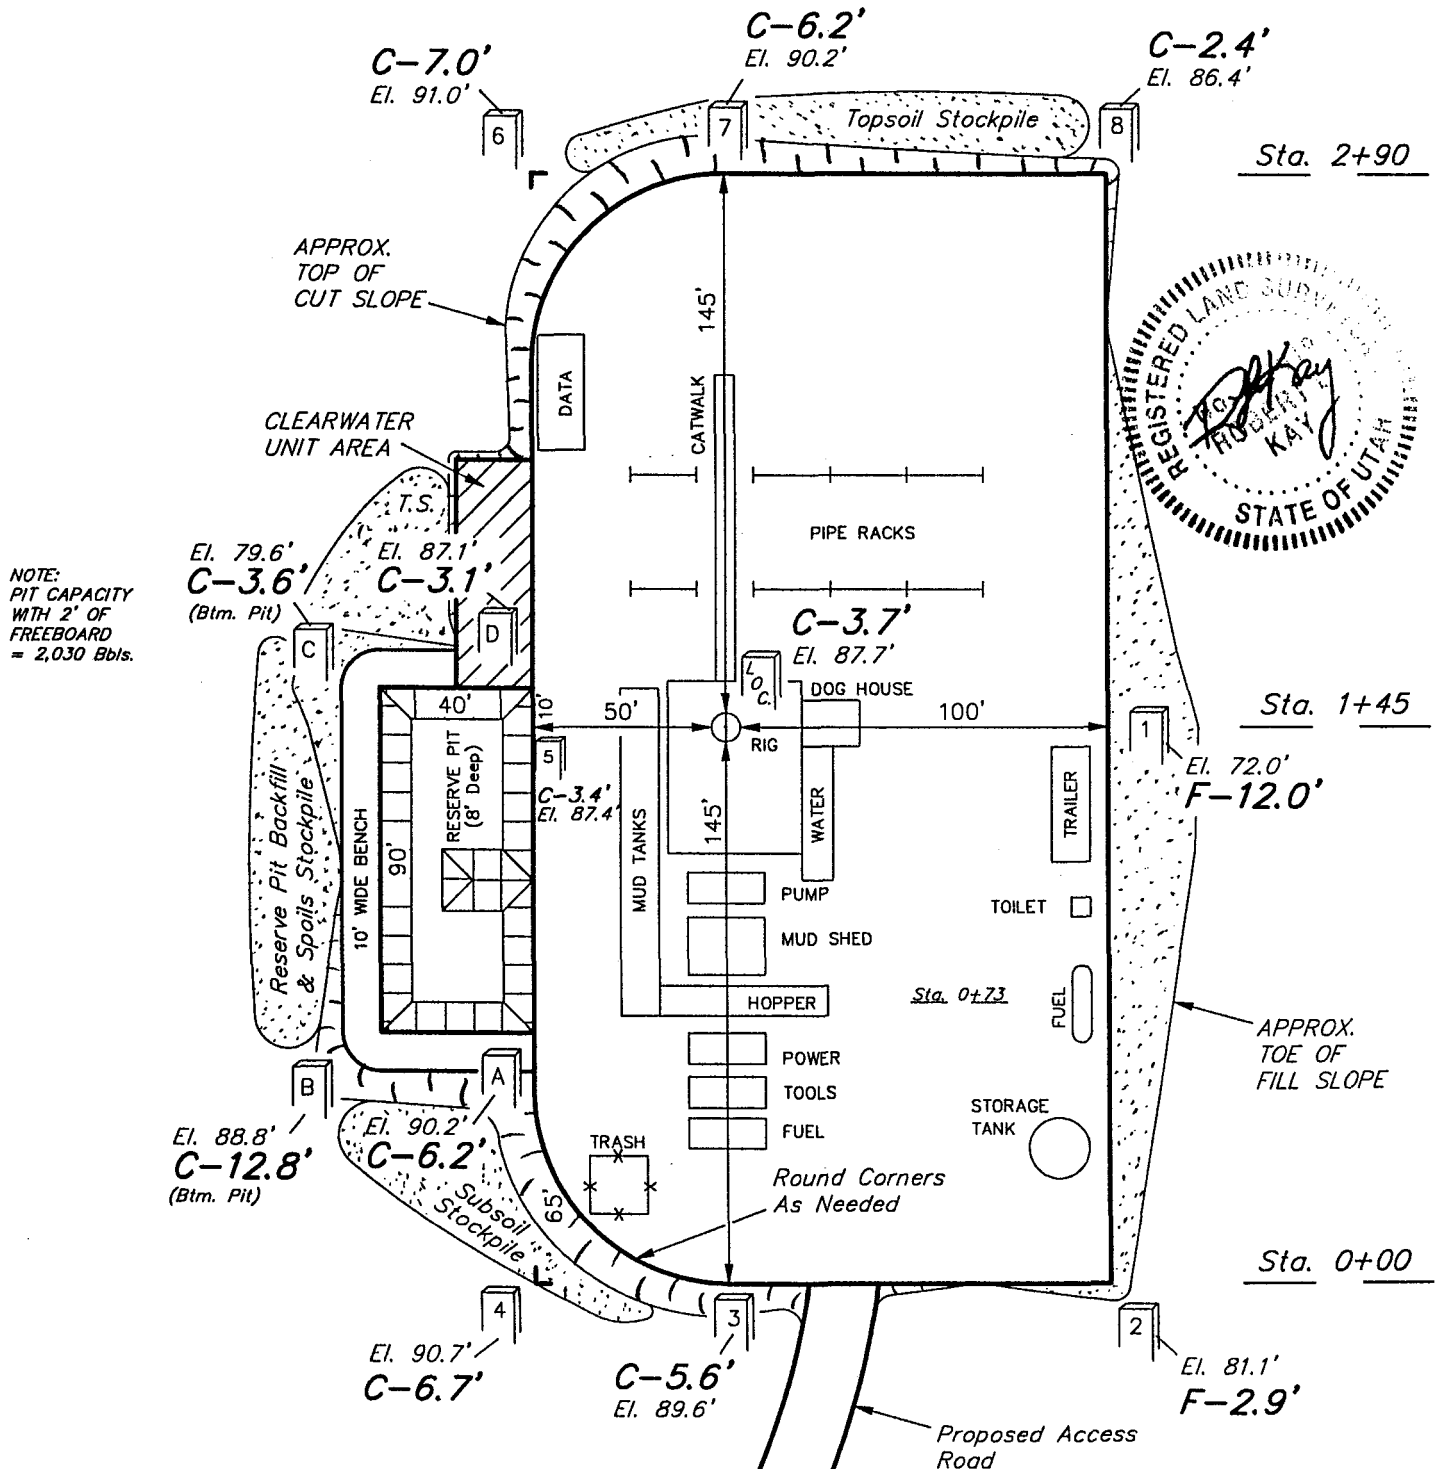 C-6.2'
El. 90.2'
C-7.0'
El. 91.0'
C-2.4'
El. 86.4'
6
7
8
Topsoil Stockpile
Sta. 2+90
APPROX.
TOP OF
CUT SLOPE
145'
REGISTERED LAND
STATE OF UTAH
ROBERT
KAY
DATA
CATWALK
CLEARWATER
UNIT AREA
T.S.
PIPE RACKS
El. 79.6'
C-3.6'
(Btm. Pit)
El. 87.1'
C-3.1'
NOTE:
PIT CAPACITY
WITH 2' OF
FREEBOARD
= 2,030 Bbls.
C
D
C-3.7'
El. 87.7'
LOC.
DOG HOUSE
40'
10'
50'
100'
RIG
Sta. 1+45
1
El. 72.0'
F-12.0'
5
C-3.4'
El. 87.4'
RESERVE PIT
(8' Deep)
90'
10' WIDE BENCH
Reserve Pit Backfill
& Spoils Stockpile
MUD TANKS
145'
WATER
TRAILER
PUMP
TOILET
MUD SHED
HOPPER
Sta. 0+73
FUEL
APPROX.
TOE OF
FILL SLOPE
POWER
TOOLS
FUEL
STORAGE
TANK
B
A
El. 88.8'
C-12.8'
(Btm. Pit)
El. 90.2'
C-6.2'
TRASH
65'
Subsoil
Stockpile
Round Corners
As Needed
Sta. 0+00
4
3
2
El. 90.7'
C-6.7'
C-5.6'
El. 89.6'
El. 81.1'
F-2.9'
Proposed Access
Road